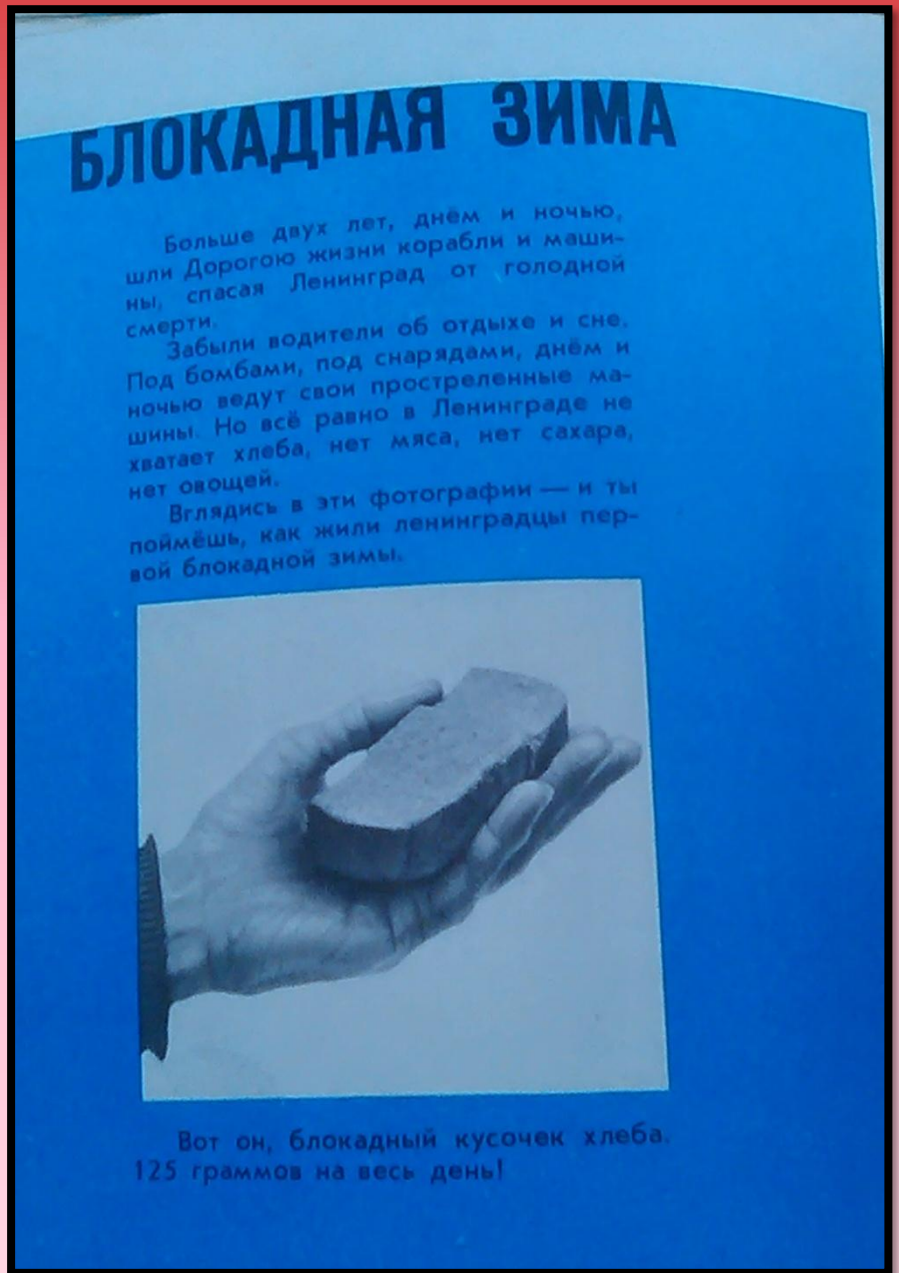 БЛОКАДНАЯ ЗИМА
Больше двух лет, днём и ночью,
шли Дорогою жизни корабли и маши-
ны, спасая Ленинград от голодной
смерти.
Забыли водители об отдыхе и сне.
Под бомбами, под снарядами, днём и
ночью ведут свои простреленные ма-
шины. Но всё равно в Ленинграде не
хватает хлеба, нет мяса, нет сахара,
нет овощей.
Вглядись в эти фотографии — и ты
поймёшь, как жили ленинградцы пер-
вой блокадной зимы.
Вот он, блокадный кусочек хлеба.
125 граммов на весь день!